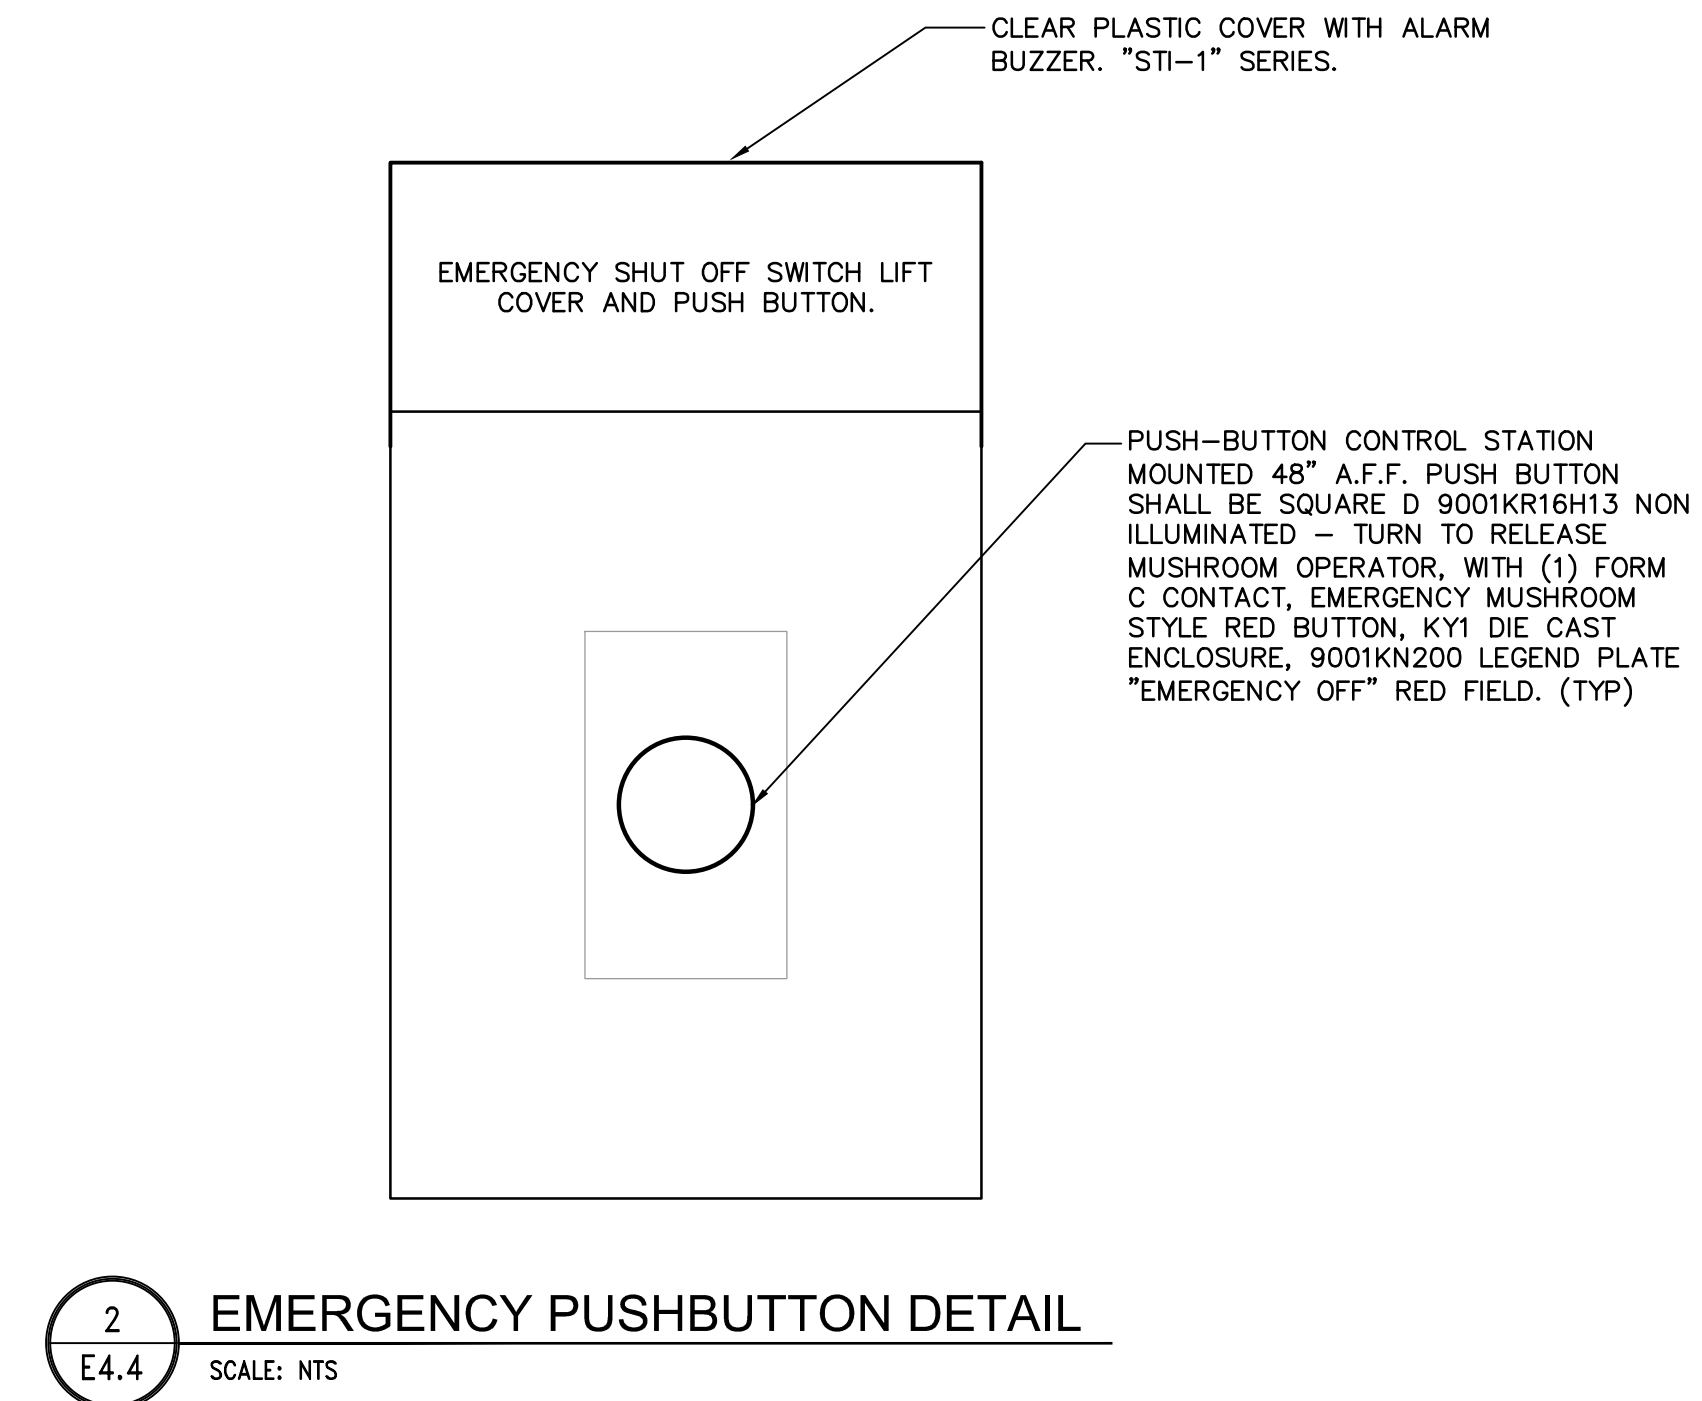 CLEAR PLASTIC COVER WITH ALARM
BUZZER. "STI-1" SERIES.
EMERGENCY SHUT OFF SWITCH LIFT
COVER AND PUSH BUTTON.
PUSH-BUTTON CONTROL STATION
MOUNTED 48" A.F.F. PUSH BUTTON
SHALL BE SQUARE D 9001KR16H13 NON
ILLUMINATED - TURN TO RELEASE
MUSHROOM OPERATOR, WITH (1) FORM
C CONTACT, EMERGENCY MUSHROOM
STYLE RED BUTTON, KY1 DIE CAST
ENCLOSURE, 9001KN200 LEGEND PLATE
"EMERGENCY OFF" RED FIELD. (TYP)
2
E4.4
EMERGENCY PUSHBUTTON DETAIL
SCALE: NTS